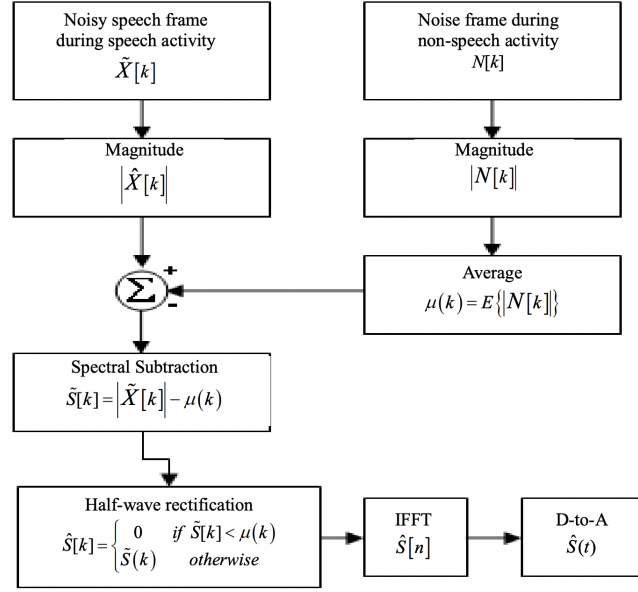 Noisy speech frame
during speech activity
X̃[k]
Noise frame during
non-speech activity
N[k]
Magnitude
|X̂[k]|
Magnitude
|N[k]|
+
Σ
-
Average
μ(k) = E{|N[k]|}
Spectral Subtraction
S̃[k] = |X̃[k]| − μ(k)
Half-wave rectification
Ŝ[k] = { 0 if S̃[k] < μ(k)
S̃(k) otherwise
IFFT
Ŝ[n]
D-to-A
Ŝ(t)